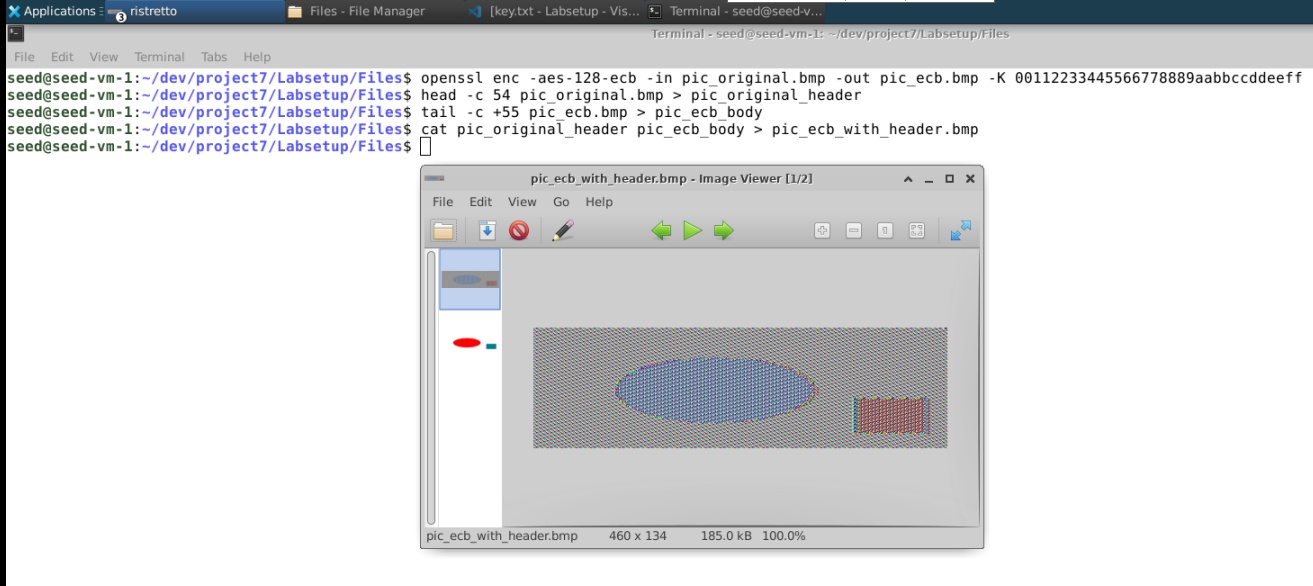 Applications
3 ristretto
Files - File Manager
[key.txt - Labsetup - Vis...
Terminal - seed@seed-v...
Terminal - seed@seed-vm-1: ~/dev/project7/Labsetup/Files
File Edit View Terminal Tabs Help
seed@seed-vm-1:~/dev/project7/Labsetup/Files$ openssl enc -aes-128-ecb -in pic_original.bmp -out pic_ecb.bmp -K 00112233445566778889aabbccddeeff
seed@seed-vm-1:~/dev/project7/Labsetup/Files$ head -c 54 pic_original.bmp > pic_original_header
seed@seed-vm-1:~/dev/project7/Labsetup/Files$ tail -c +55 pic_ecb.bmp > pic_ecb_body
seed@seed-vm-1:~/dev/project7/Labsetup/Files$ cat pic_original_header pic_ecb_body > pic_ecb_with_header.bmp
seed@seed-vm-1:~/dev/project7/Labsetup/Files$
pic_ecb_with_header.bmp - Image Viewer [1/2]
File Edit View Go Help
pic_ecb_with_header.bmp 460 x 134 185.0 kB 100.0%